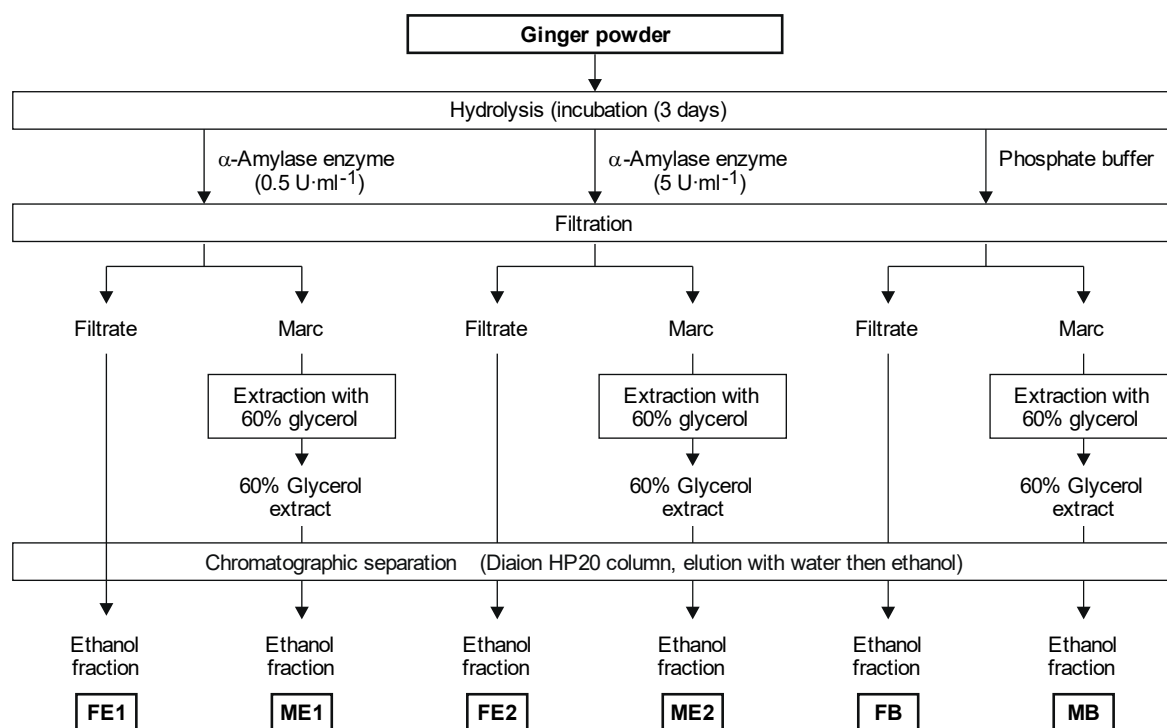 Ginger powder
Hydrolysis (incubation (3 days)
α-Amylase enzyme
(0.5 U·ml⁻¹)
α-Amylase enzyme
(5 U·ml⁻¹)
Phosphate buffer
Filtration
Filtrate
Marc
Filtrate
Marc
Filtrate
Marc
Extraction with
60% glycerol
Extraction with
60% glycerol
Extraction with
60% glycerol
60% Glycerol
extract
60% Glycerol
extract
60% Glycerol
extract
Chromatographic separation (Diaion HP20 column, elution with water then ethanol)
Ethanol
fraction
Ethanol
fraction
Ethanol
fraction
Ethanol
fraction
Ethanol
fraction
Ethanol
fraction
FE1
ME1
FE2
ME2
FB
MB